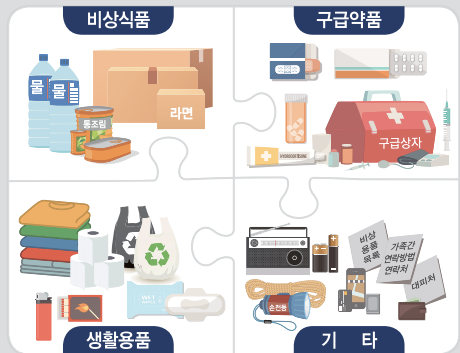 비상식품
구급약품
물
물
통조림
라면
구급상자
HYDROCORTISONE
비상
용품
목록
가족간
연락방법
연락처
대피처
손전등
생활용품
기 타